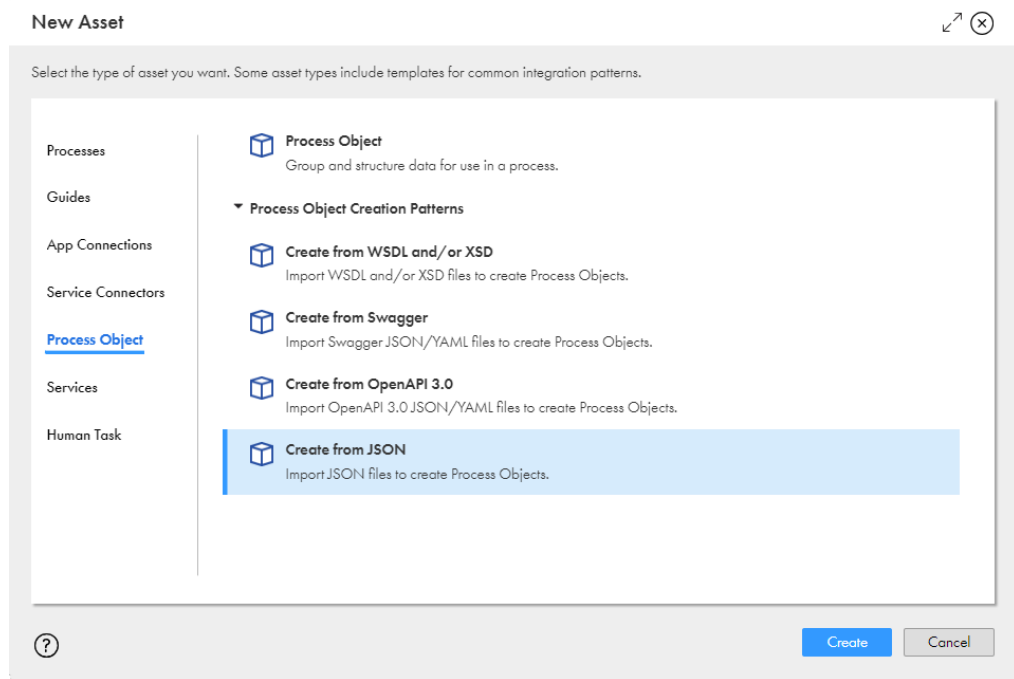 New Asset
Select the type of asset you want. Some asset types include templates for common integration patterns.
Processes
Guides
App Connections
Service Connectors
Process Object
Services
Human Task
Process Object
Group and structure data for use in a process.
Process Object Creation Patterns
Create from WSDL and/or XSD
Import WSDL and/or XSD files to create Process Objects.
Create from Swagger
Import Swagger JSON/YAML files to create Process Objects.
Create from OpenAPI 3.0
Import OpenAPI 3.0 JSON/YAML files to create Process Objects.
Create from JSON
Import JSON files to create Process Objects.
?
Create
Cancel